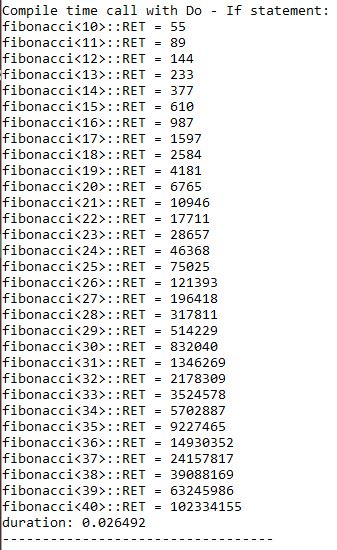 Compile time call with Do - If statement:
fibonacci<10>::RET = 55
fibonacci<11>::RET = 89
fibonacci<12>::RET = 144
fibonacci<13>::RET = 233
fibonacci<14>::RET = 377
fibonacci<15>::RET = 610
fibonacci<16>::RET = 987
fibonacci<17>::RET = 1597
fibonacci<18>::RET = 2584
fibonacci<19>::RET = 4181
fibonacci<20>::RET = 6765
fibonacci<21>::RET = 10946
fibonacci<22>::RET = 17711
fibonacci<23>::RET = 28657
fibonacci<24>::RET = 46368
fibonacci<25>::RET = 75025
fibonacci<26>::RET = 121393
fibonacci<27>::RET = 196418
fibonacci<28>::RET = 317811
fibonacci<29>::RET = 514229
fibonacci<30>::RET = 832040
fibonacci<31>::RET = 1346269
fibonacci<32>::RET = 2178309
fibonacci<33>::RET = 3524578
fibonacci<34>::RET = 5702887
fibonacci<35>::RET = 9227465
fibonacci<36>::RET = 14930352
fibonacci<37>::RET = 24157817
fibonacci<38>::RET = 39088169
fibonacci<39>::RET = 63245986
fibonacci<40>::RET = 102334155
duration: 0.026492
----------------------------------